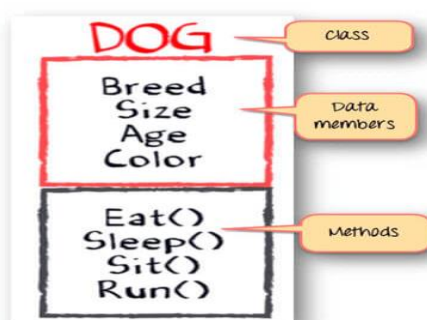 DOG
Class
Breed
Size
Age
Color
Data
members
Eat()
Sleep()
Sit()
Run()
Methods